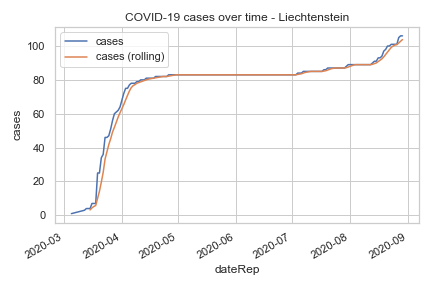 COVID-19 cases over time - Liechtenstein
cases
cases (rolling)
cases
100
80
60
40
20
0
2020-03
2020-04
2020-05
2020-06
2020-07
2020-08
2020-09
dateRep